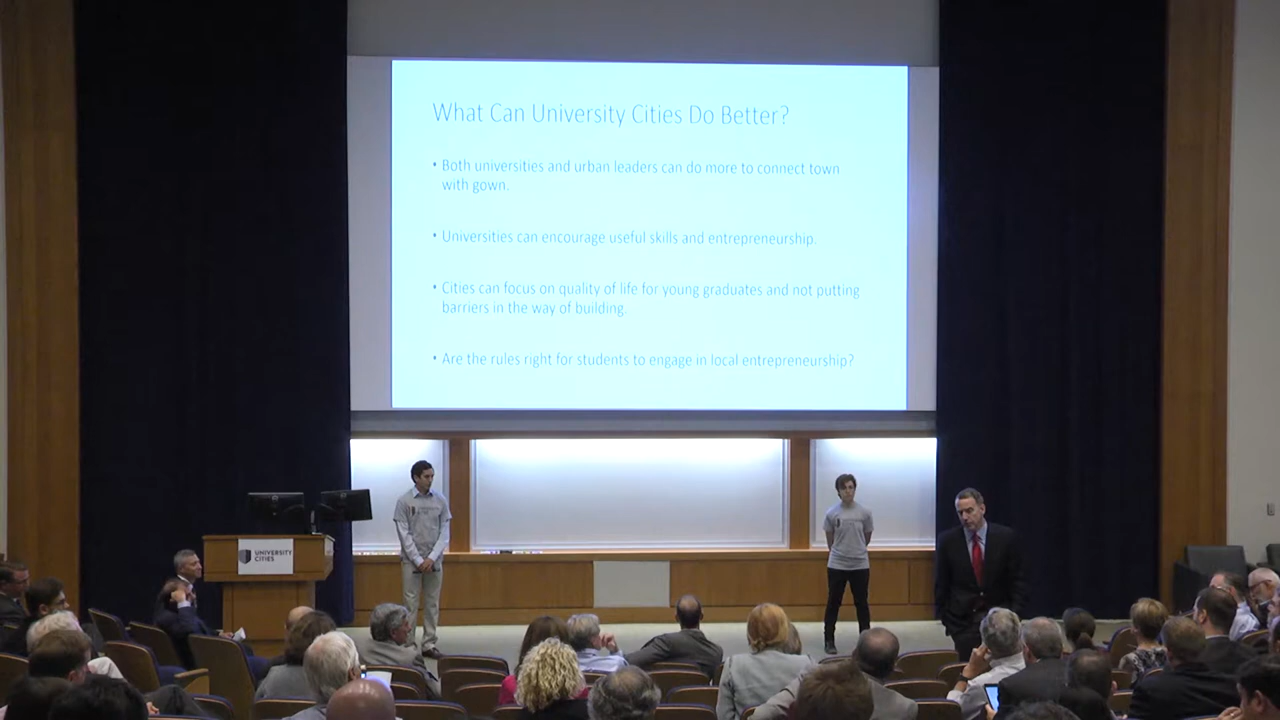 What Can University Cities Do Better?
• Both universities and urban leaders can do more to connect town
with gown.
• Universities can encourage useful skills and entrepreneurship.
• Cities can focus on quality of life for young graduates and not putting
barriers in the way of building.
• Are the rules right for students to engage in local entrepreneurship?
UNIVERSITY
CITIES